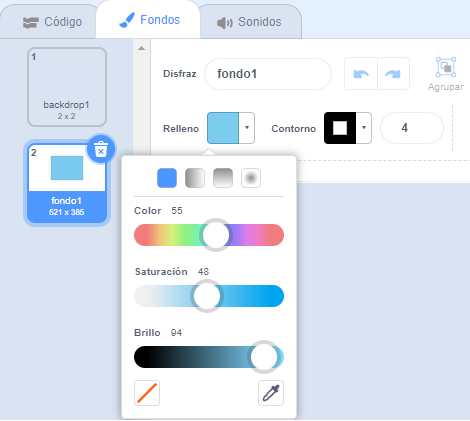 Código Fondos Sonidos
1
backdrop1
2 x 2
2
fondo1
521 x 385
Disfraz fondo1
Agrupar
Relleno Contorno 4
Color 55
Saturación 48
Brillo 94